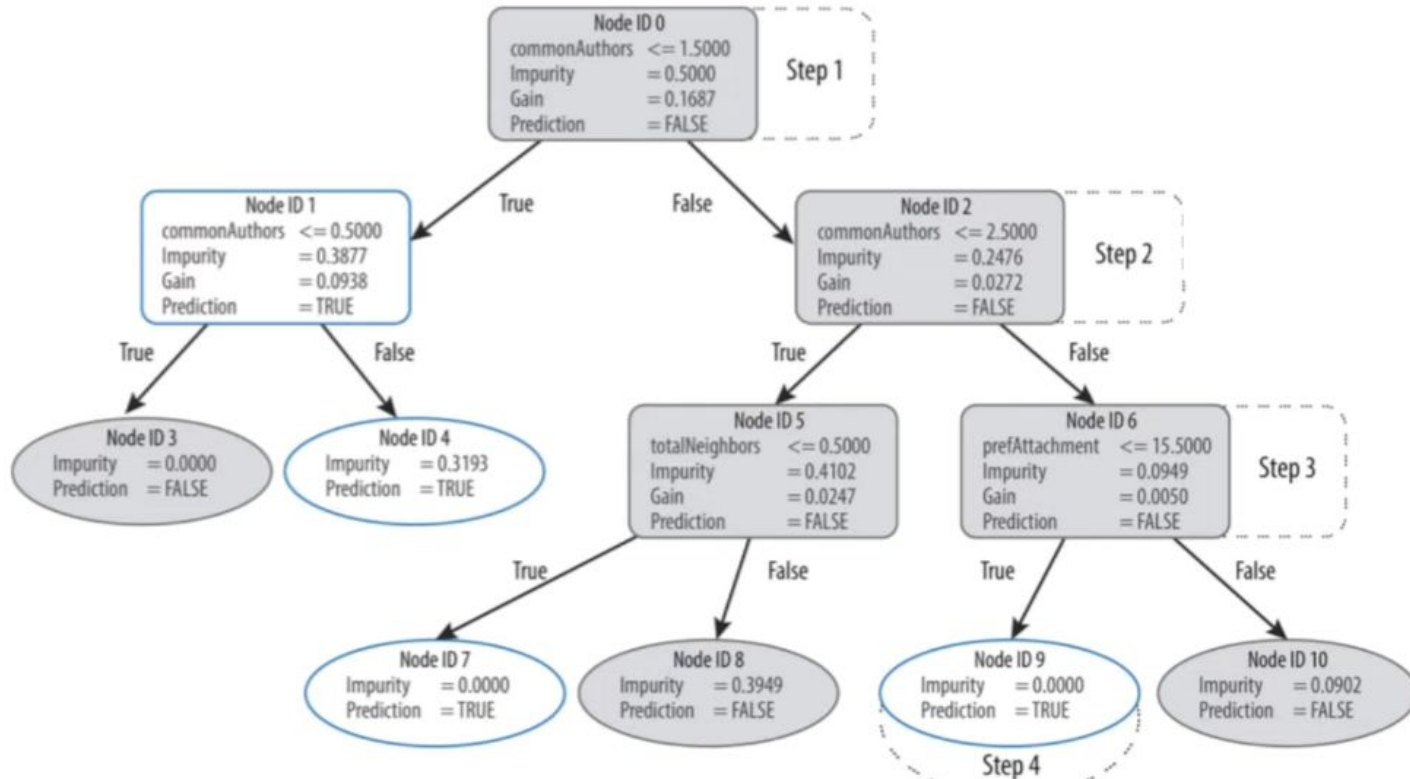 Node ID 0
commonAuthors <= 1.5000
Impurity = 0.5000
Gain = 0.1687
Prediction = FALSE
Step 1
True
False
Node ID 1
commonAuthors <= 0.5000
Impurity = 0.3877
Gain = 0.0938
Prediction = TRUE
Node ID 2
commonAuthors <= 2.5000
Impurity = 0.2476
Gain = 0.0272
Prediction = FALSE
Step 2
True
False
True
False
Node ID 3
Impurity = 0.0000
Prediction = FALSE
Node ID 4
Impurity = 0.3193
Prediction = TRUE
Node ID 5
totalNeighbors <= 0.5000
Impurity = 0.4102
Gain = 0.0247
Prediction = FALSE
Node ID 6
prefAttachment <= 15.5000
Impurity = 0.0949
Gain = 0.0050
Prediction = FALSE
Step 3
True
False
True
False
Node ID 7
Impurity = 0.0000
Prediction = TRUE
Node ID 8
Impurity = 0.3949
Prediction = FALSE
Node ID 9
Impurity = 0.0000
Prediction = TRUE
Node ID 10
Impurity = 0.0902
Prediction = FALSE
Step 4